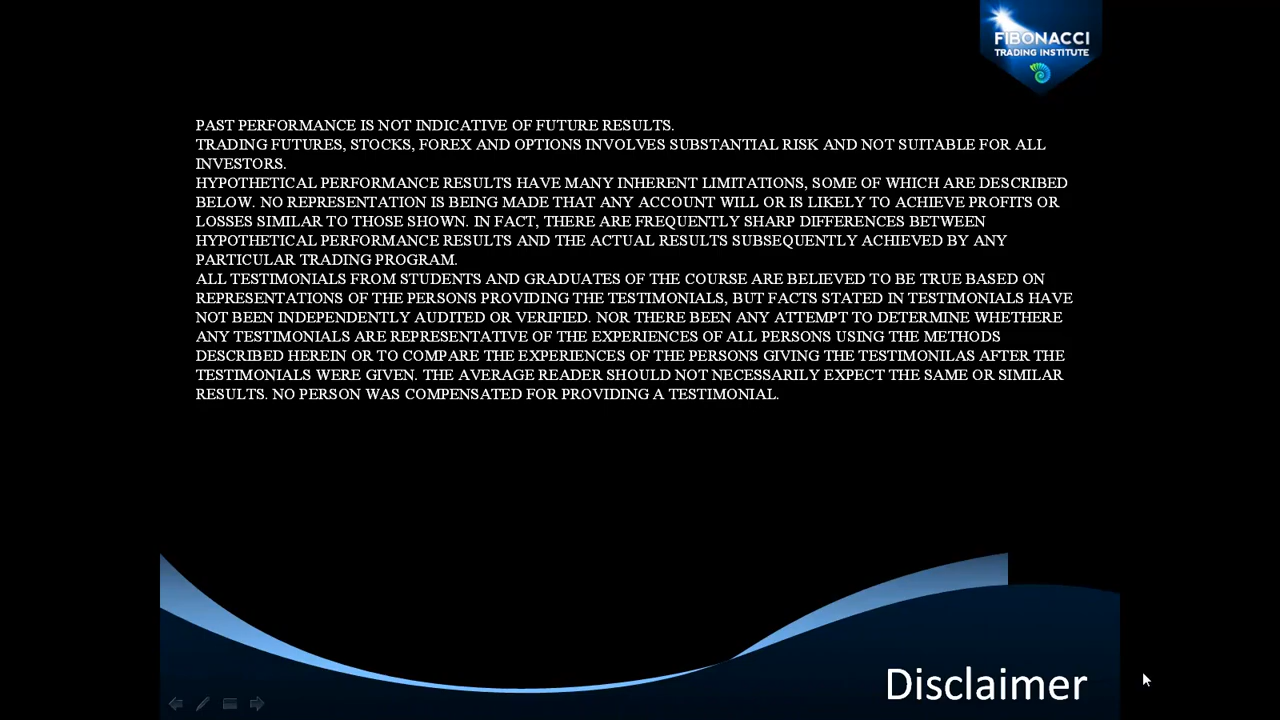 FIBONACCI
TRADING INSTITUTE
PAST PERFORMANCE IS NOT INDICATIVE OF FUTURE RESULTS.
TRADING FUTURES, STOCKS, FOREX AND OPTIONS INVOLVES SUBSTANTIAL RISK AND NOT SUITABLE FOR ALL
INVESTORS.
HYPOTHETICAL PERFORMANCE RESULTS HAVE MANY INHERENT LIMITATIONS, SOME OF WHICH ARE DESCRIBED
BELOW. NO REPRESENTATION IS BEING MADE THAT ANY ACCOUNT WILL OR IS LIKELY TO ACHIEVE PROFITS OR
LOSSES SIMILAR TO THOSE SHOWN. IN FACT, THERE ARE FREQUENTLY SHARP DIFFERENCES BETWEEN
HYPOTHETICAL PERFORMANCE RESULTS AND THE ACTUAL RESULTS SUBSEQUENTLY ACHIEVED BY ANY
PARTICULAR TRADING PROGRAM.
ALL TESTIMONIALS FROM STUDENTS AND GRADUATES OF THE COURSE ARE BELIEVED TO BE TRUE BASED ON
REPRESENTATIONS OF THE PERSONS PROVIDING THE TESTIMONIALS, BUT FACTS STATED IN TESTIMONIALS HAVE
NOT BEEN INDEPENDENTLY AUDITED OR VERIFIED. NOR THERE BEEN ANY ATTEMPT TO DETERMINE WHETHERE
ANY TESTIMONIALS ARE REPRESENTATIVE OF THE EXPERIENCES OF ALL PERSONS USING THE METHODS
DESCRIBED HEREIN OR TO COMPARE THE EXPERIENCES OF THE PERSONS GIVING THE TESTIMONILAS AFTER THE
TESTIMONIALS WERE GIVEN. THE AVERAGE READER SHOULD NOT NECESSARILY EXPECT THE SAME OR SIMILAR
RESULTS. NO PERSON WAS COMPENSATED FOR PROVIDING A TESTIMONIAL.
Disclaimer